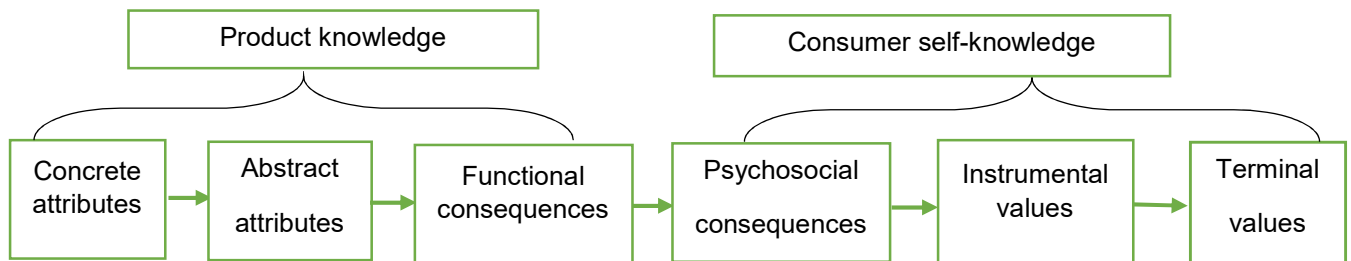 Product knowledge
Consumer self-knowledge
Concrete
attributes
Abstract
attributes
Functional
consequences
Psychosocial
consequences
Instrumental
values
Terminal
values